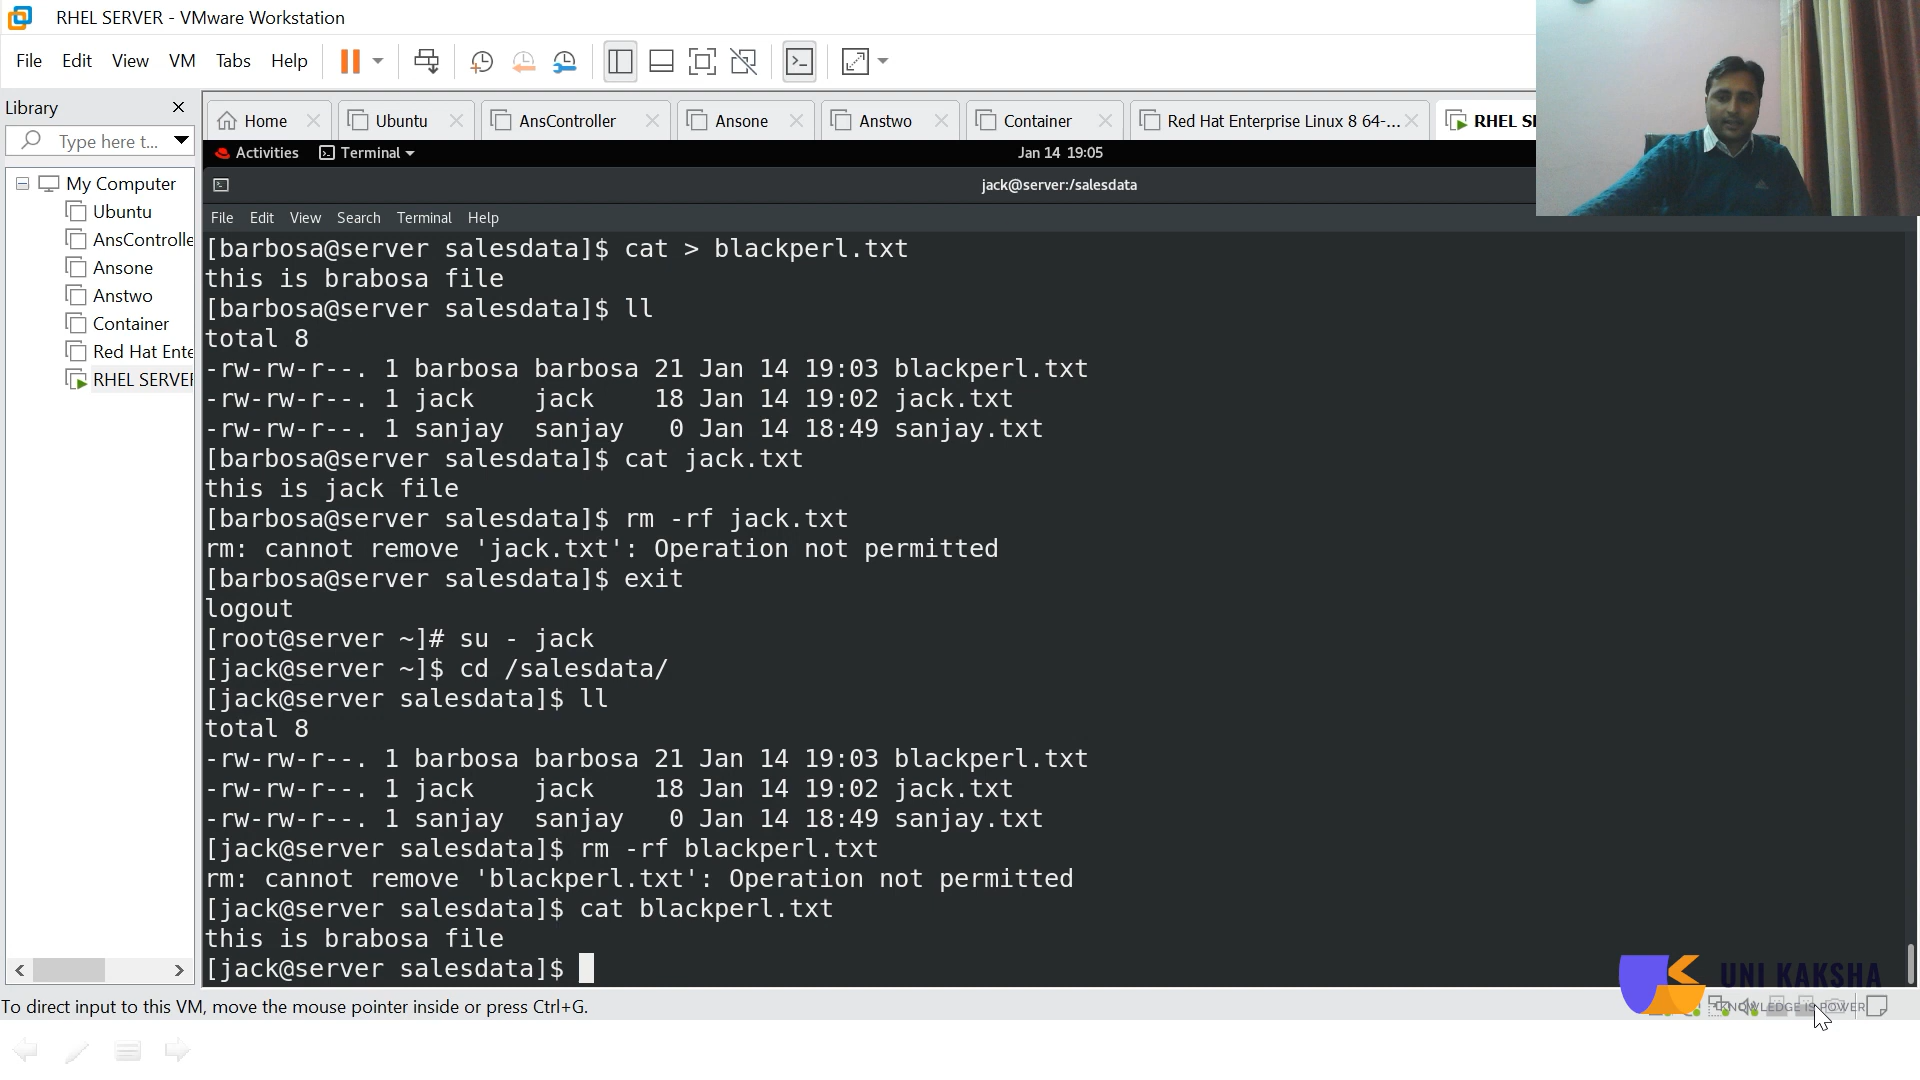 RHEL SERVER - VMware Workstation
File Edit View VM Tabs Help
Library
Type here t...
My Computer
Ubuntu
AnsControlle
Ansone
Anstwo
Container
Red Hat Ente
RHEL SERVER
Home Ubuntu AnsController Ansone Anstwo Container Red Hat Enterprise Linux 8 64-... RHEL SE
Activities Terminal Jan 14 19:05
jack@server:/salesdata
File Edit View Search Terminal Help
[barbosa@server salesdata]$ cat > blackperl.txt
this is brabosa file
[barbosa@server salesdata]$ ll
total 8
-rw-rw-r--. 1 barbosa barbosa 21 Jan 14 19:03 blackperl.txt
-rw-rw-r--. 1 jack    jack    18 Jan 14 19:02 jack.txt
-rw-rw-r--. 1 sanjay  sanjay   0 Jan 14 18:49 sanjay.txt
[barbosa@server salesdata]$ cat jack.txt
this is jack file
[barbosa@server salesdata]$ rm -rf jack.txt
rm: cannot remove 'jack.txt': Operation not permitted
[barbosa@server salesdata]$ exit
logout
[root@server ~]# su - jack
[jack@server ~]$ cd /salesdata/
[jack@server salesdata]$ ll
total 8
-rw-rw-r--. 1 barbosa barbosa 21 Jan 14 19:03 blackperl.txt
-rw-rw-r--. 1 jack    jack    18 Jan 14 19:02 jack.txt
-rw-rw-r--. 1 sanjay  sanjay   0 Jan 14 18:49 sanjay.txt
[jack@server salesdata]$ rm -rf blackperl.txt
rm: cannot remove 'blackperl.txt': Operation not permitted
[jack@server salesdata]$ cat blackperl.txt
this is brabosa file
[jack@server salesdata]$
UNI KAKSHA
KNOWLEDGE IS POWER
To direct input to this VM, move the mouse pointer inside or press Ctrl+G.